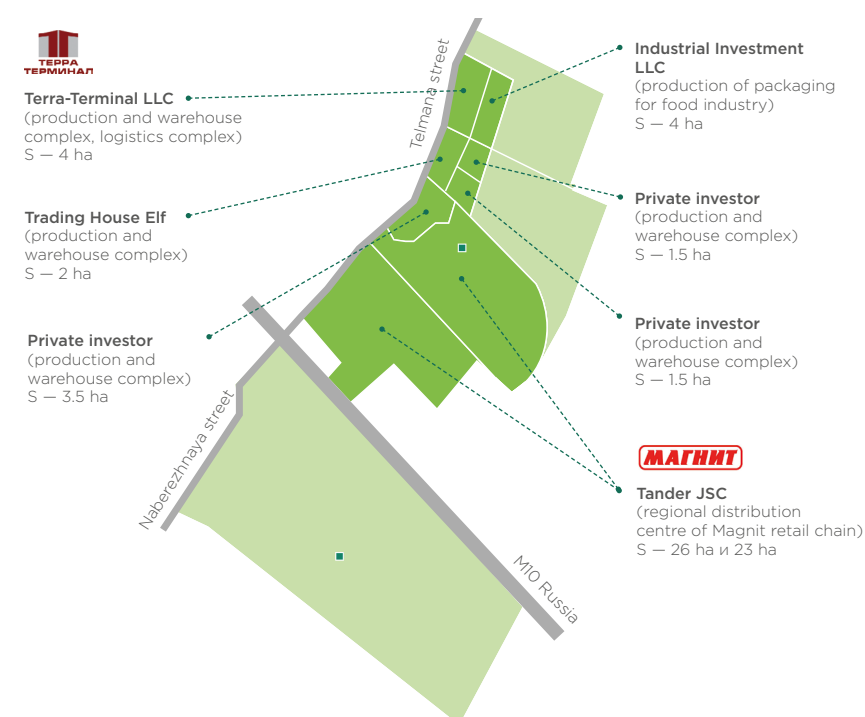 ТЕРРА
ТЕРМИНАЛ
Terra-Terminal LLC
(production and warehouse
complex, logistics complex)
S — 4 ha
Trading House Elf
(production and
warehouse complex)
S — 2 ha
Private investor
(production and
warehouse complex)
S — 3.5 ha
Telmana street
Naberezhnaya street
M10 Russia
Industrial Investment
LLC
(production of packaging
for food industry)
S — 4 ha
Private investor
(production and
warehouse complex)
S — 1.5 ha
Private investor
(production and
warehouse complex)
S — 1.5 ha
МАГНИТ
Tander JSC
(regional distribution
centre of Magnit retail chain)
S — 26 ha и 23 ha